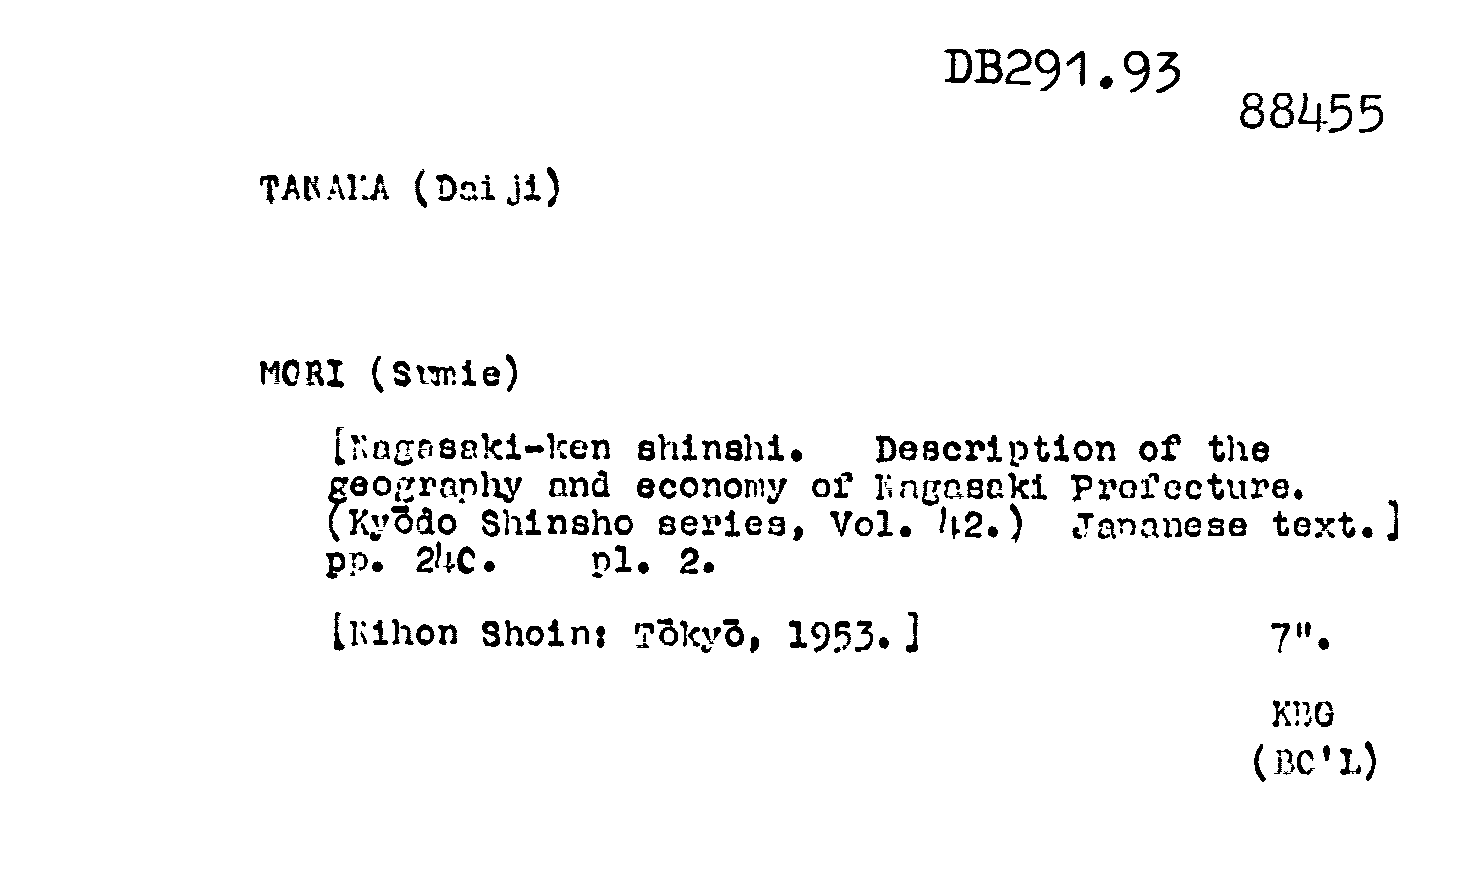 DB291.93
88455
TANAKA (Daiji)
MORI (Sumie)
[Nagasaki-ken shinshi. Description of the
geography and economy of Nagasaki Prefecture.
(Kyōdo Shinsho series, Vol. 42.) Japanese text.]
pp. 240. pl. 2.
[Nihon Shoin: Tōkyō, 1953.] 7".
KBG
(BC'L)